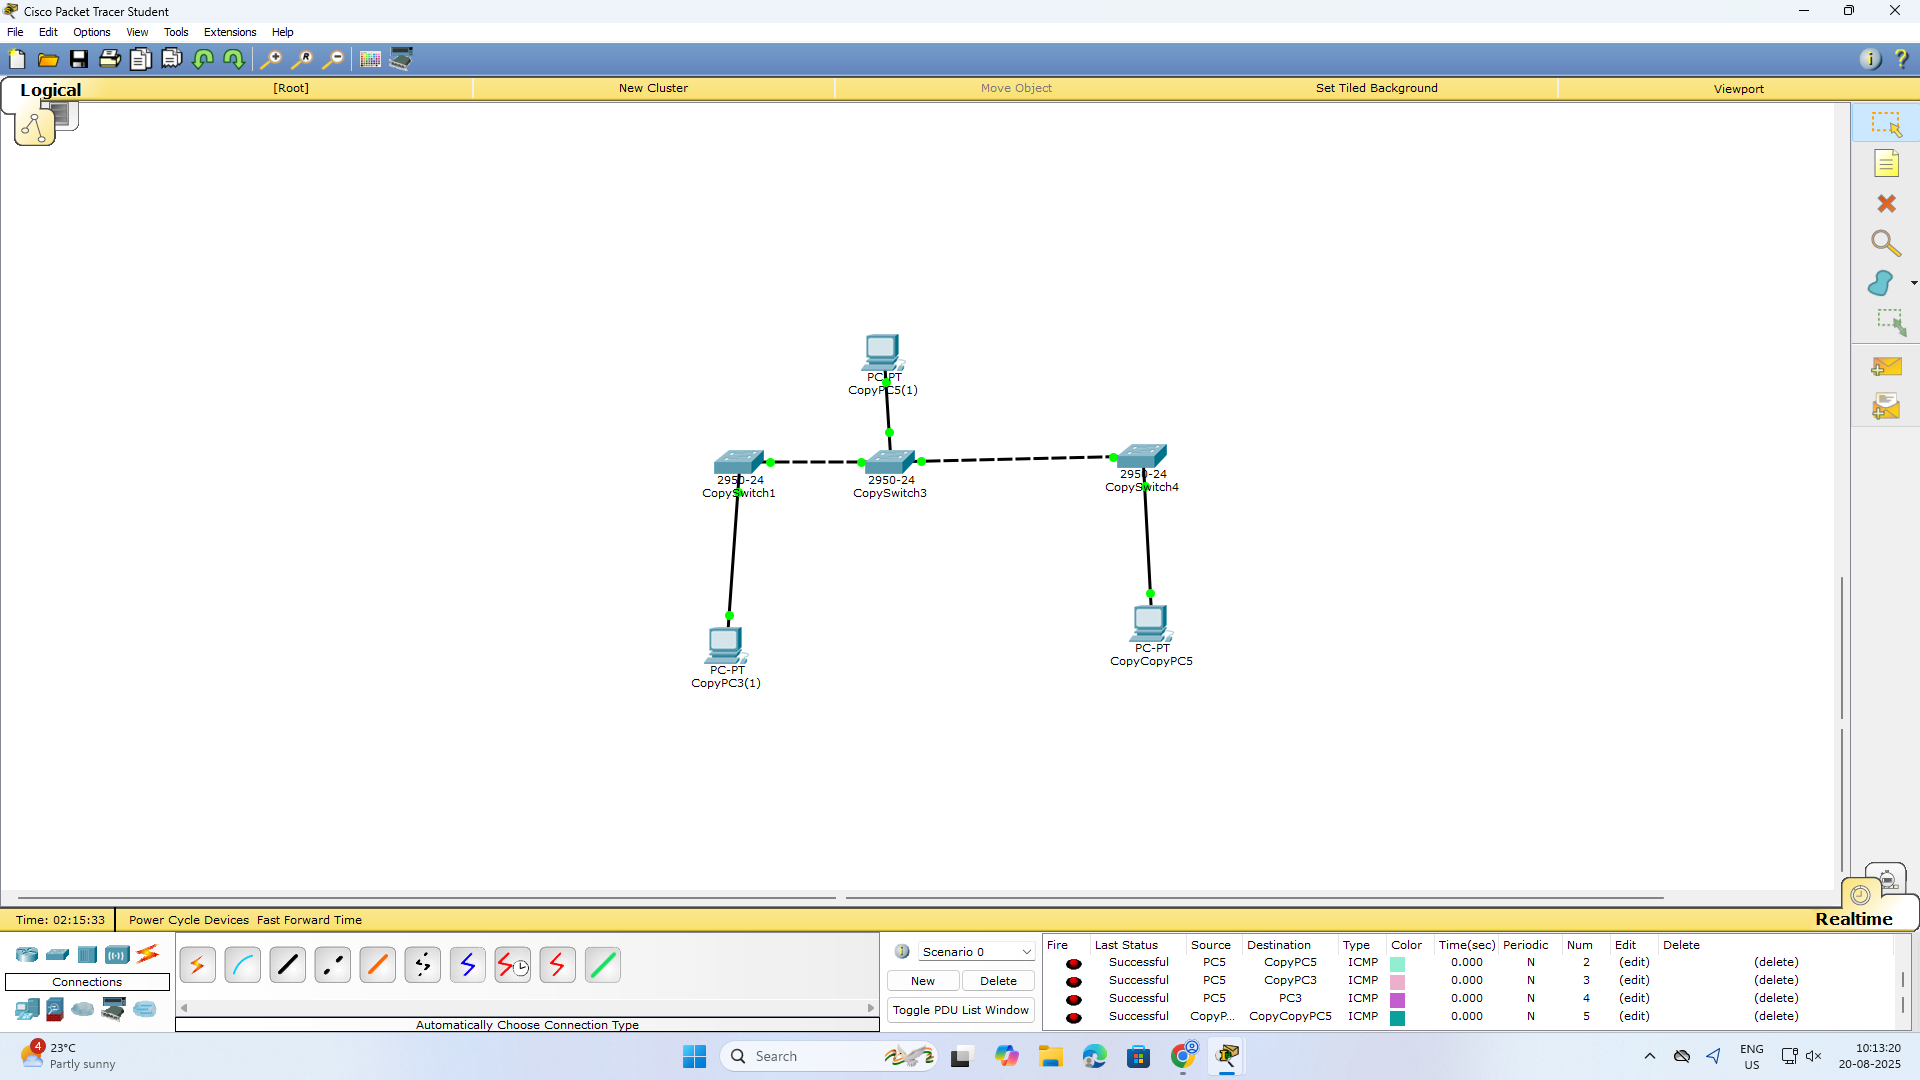 Cisco Packet Tracer Student
File Edit Options View Tools Extensions Help
Logical [Root] New Cluster Move Object Set Tiled Background Viewport
PC-PT
CopyPC5(1)
2950-24
CopySwitch1
2950-24
CopySwitch3
2950-24
CopySwitch4
PC-PT
CopyCopyPC5
PC-PT
CopyPC3(1)
Time: 02:15:33 Power Cycle Devices Fast Forward Time Realtime
Connections
Automatically Choose Connection Type
Scenario 0
New Delete
Toggle PDU List Window
Fire Last Status Source Destination Type Color Time(sec) Periodic Num Edit Delete
Successful PC5 CopyPC5 ICMP 0.000 N 2 (edit) (delete)
Successful PC5 CopyPC3 ICMP 0.000 N 3 (edit) (delete)
Successful PC5 PC3 ICMP 0.000 N 4 (edit) (delete)
Successful CopyP... CopyCopyPC5 ICMP 0.000 N 5 (edit) (delete)
4 23°C
Partly sunny
Search
ENG
US
10:13:20
20-08-2025